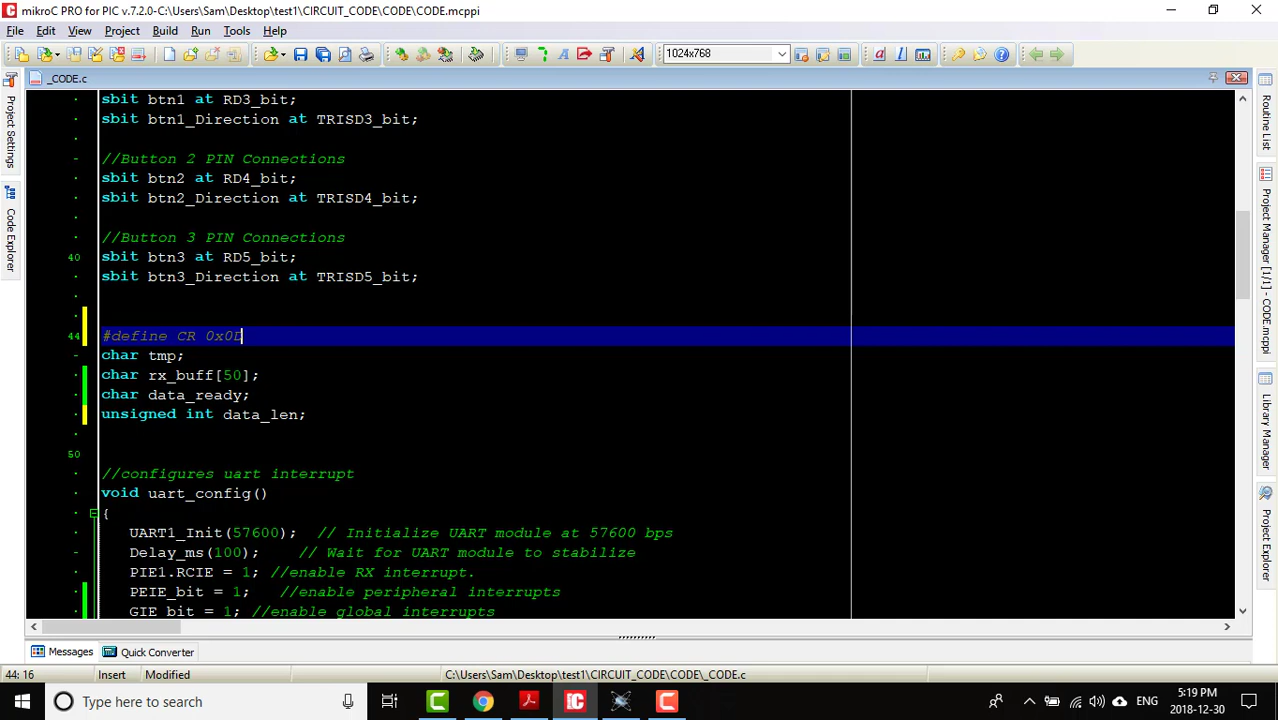 mikroC PRO for PIC v.7.2.0-C:\Users\Sam\Desktop\test1\CIRCUIT_CODE\CODE\CODE.mcppi
File Edit View Project Build Run Tools Help
1024x768
_CODE.c
sbit btn1 at RD3_bit;
sbit btn1_Direction at TRISD3_bit;
//Button 2 PIN Connections
sbit btn2 at RD4_bit;
sbit btn2_Direction at TRISD4_bit;
//Button 3 PIN Connections
40 sbit btn3 at RD5_bit;
sbit btn3_Direction at TRISD5_bit;
44 #define CR 0x0D
char tmp;
char rx_buff[50];
char data_ready;
unsigned int data_len;
50
//configures uart interrupt
void uart_config()
{
UART1_Init(57600); // Initialize UART module at 57600 bps
Delay_ms(100); // Wait for UART module to stabilize
PIE1.RCIE = 1; //enable RX interrupt.
PEIE_bit = 1; //enable peripheral interrupts
GIE_bit = 1; //enable global interrupts
Project Settings
Code Explorer
Routine List
Project Manager [1/1] - CODE.mcppi
Library Manager
Project Explorer
Messages Quick Converter
44: 16 Insert Modified C:\Users\Sam\Desktop\test1\CIRCUIT_CODE\CODE\_CODE.c
Type here to search
ENG
5:19 PM
2018-12-30